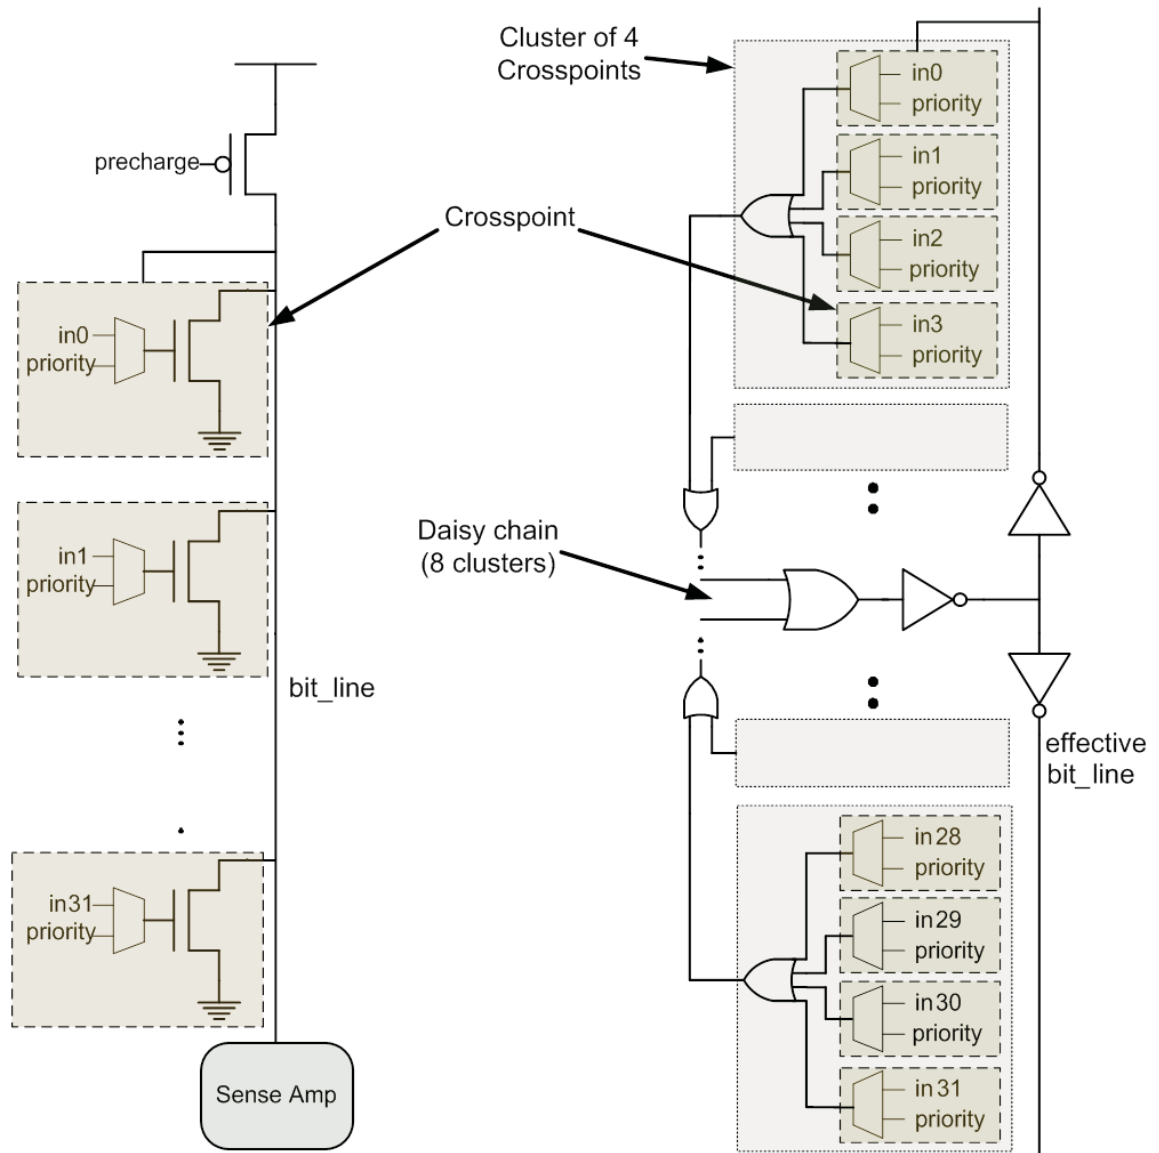 precharge
in0
priority
in1
priority
bit_line
in31
priority
Sense Amp
Crosspoint
Cluster of 4
Crosspoints
in0
priority
in1
priority
in2
priority
in3
priority
Daisy chain
(8 clusters)
effective
bit_line
in28
priority
in29
priority
in30
priority
in31
priority